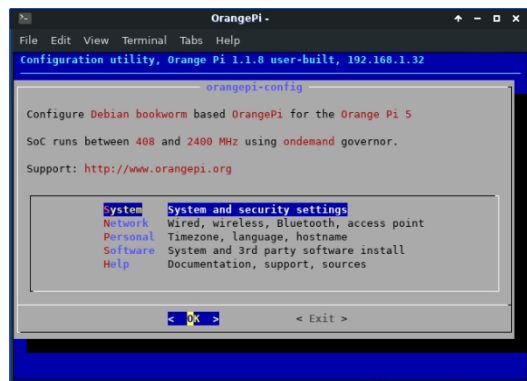 OrangePi -
File Edit View Terminal Tabs Help
Configuration utility, Orange Pi 1.1.8 user-built, 192.168.1.32
orangepi-config
Configure Debian bookworm based OrangePi for the Orange Pi 5
SoC runs between 408 and 2400 MHz using ondemand governor.
Support: http://www.orangepi.org
System System and security settings
Network Wired, wireless, Bluetooth, access point
Personal Timezone, language, hostname
Software System and 3rd party software install
Help Documentation, support, sources
< OK > < Exit >